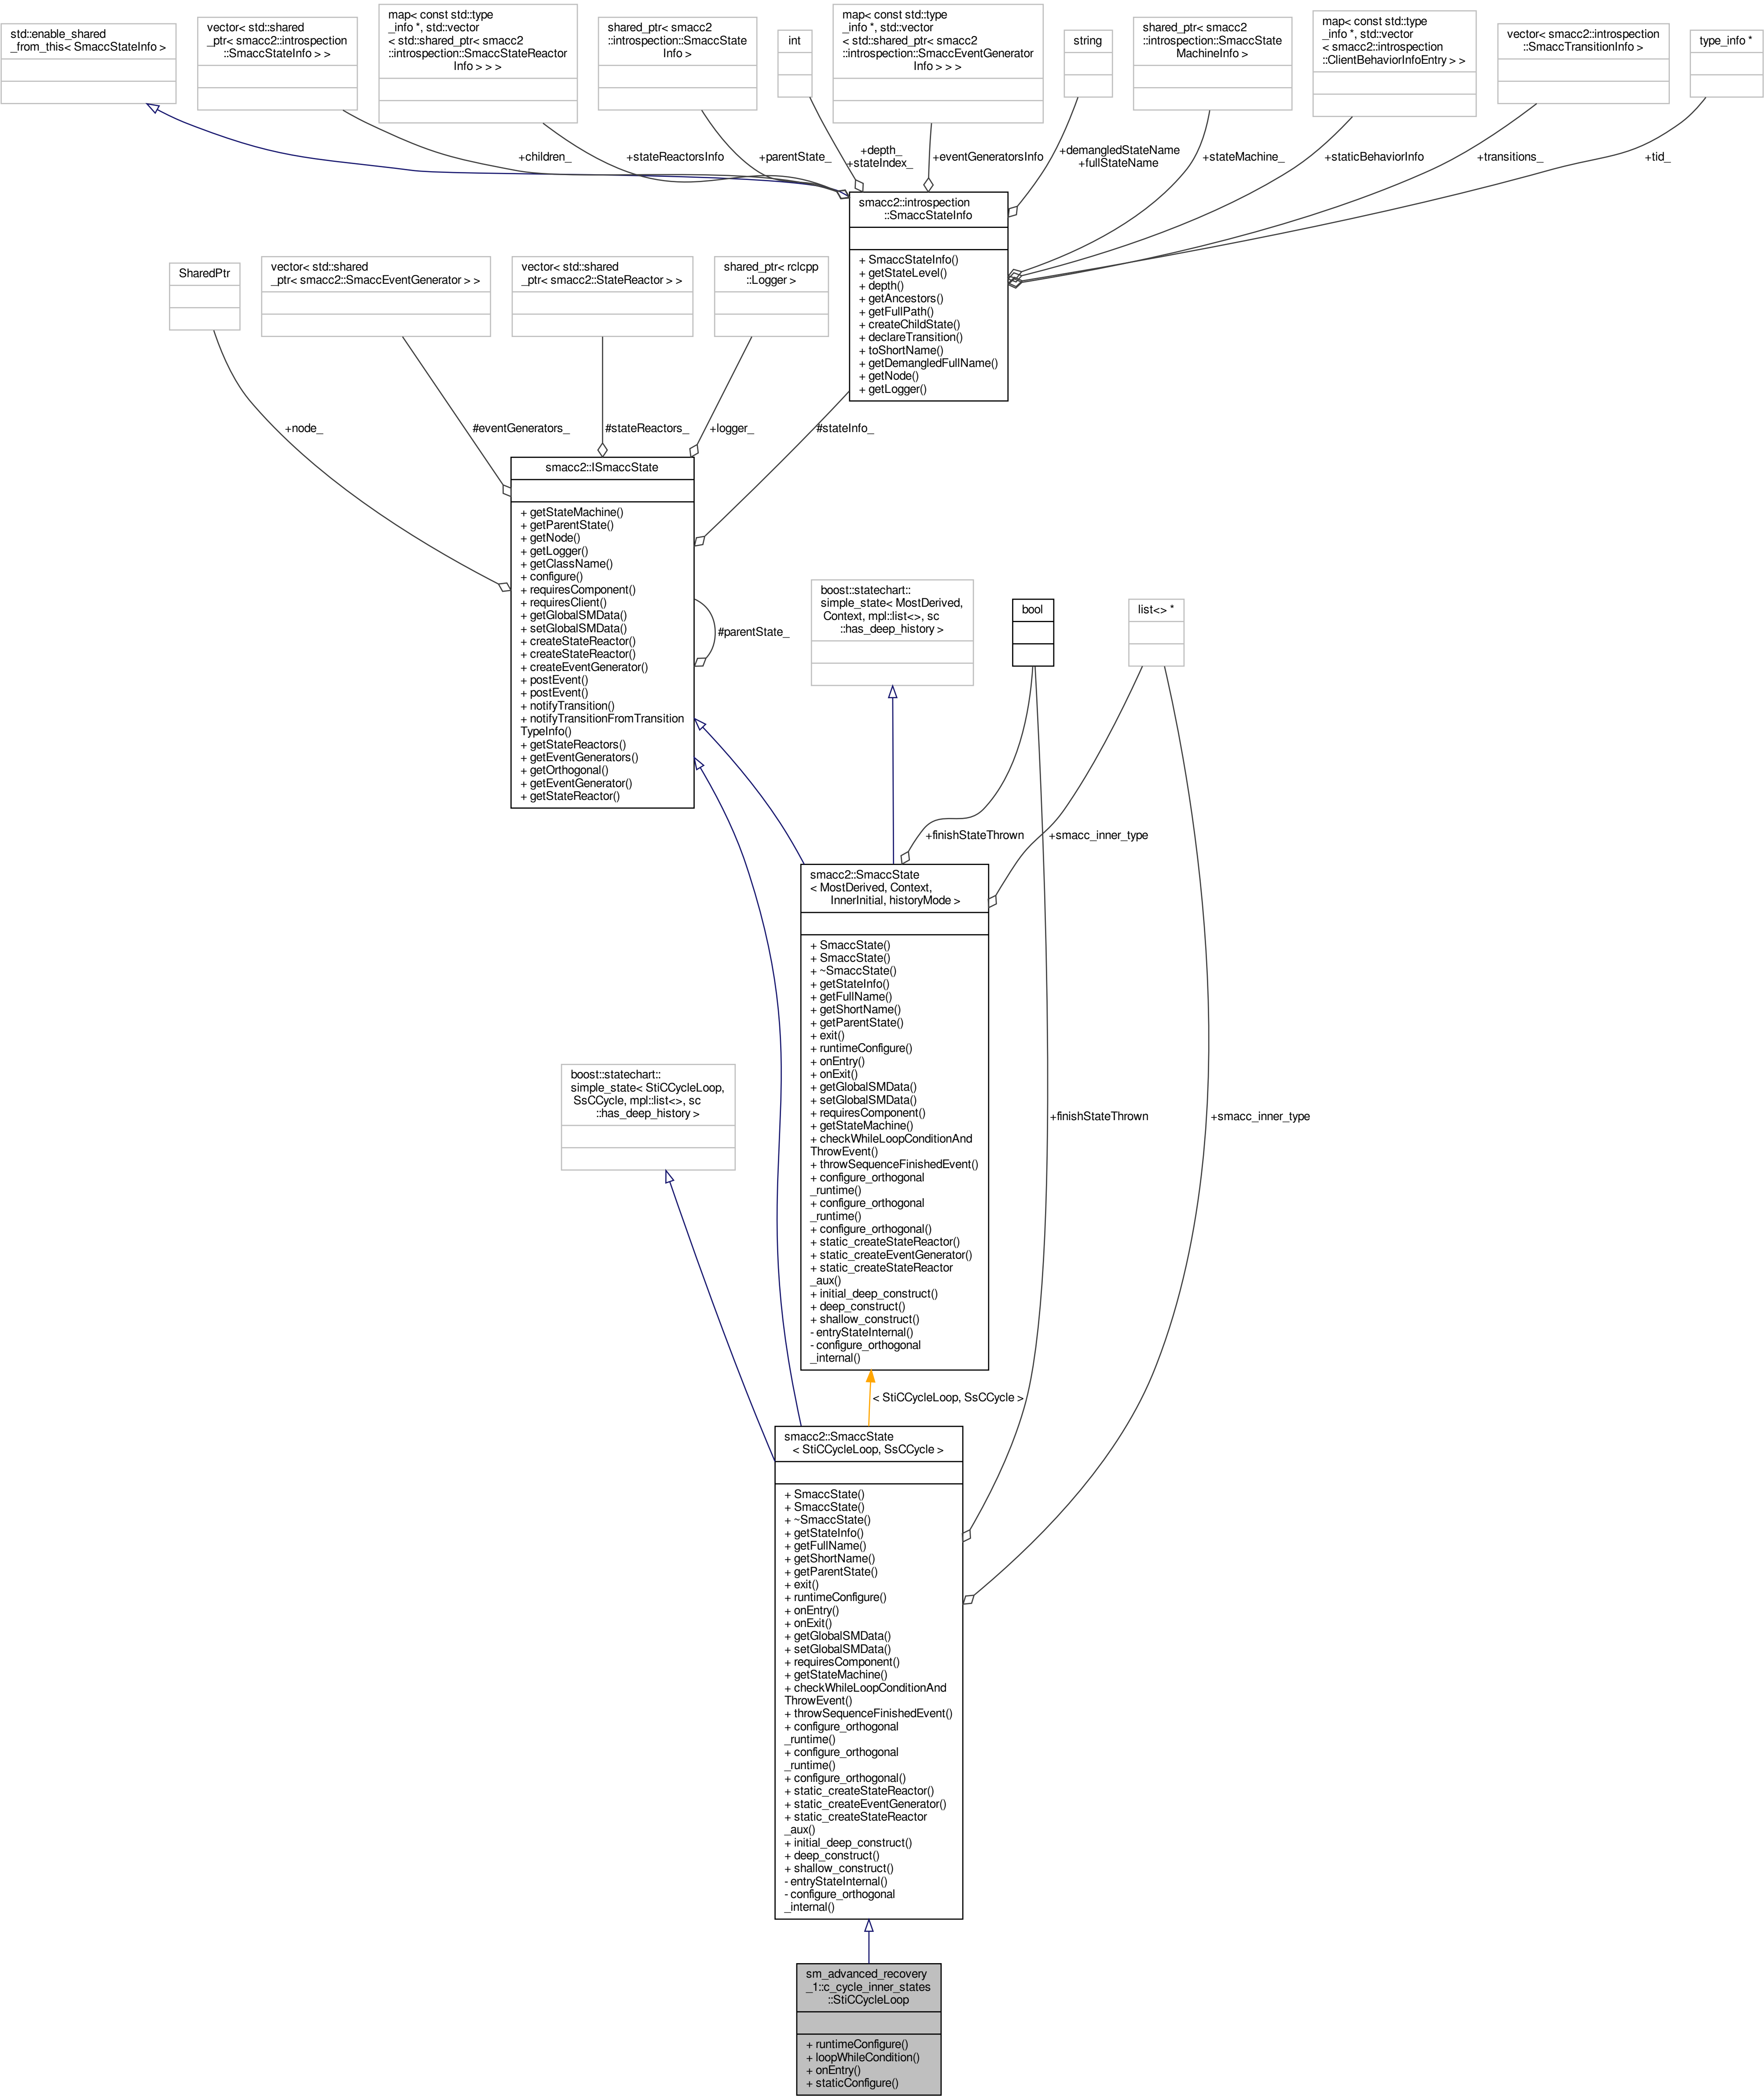 std::enable_shared
_from_this< SmaccStateInfo >
vector< std::shared
_ptr< smacc2::introspection
::SmaccStateInfo > >
map< const std::type
_info *, std::vector
< std::shared_ptr< smacc2
::introspection::SmaccStateReactor
Info > > >
shared_ptr< smacc2
::introspection::SmaccState
Info >
int
map< const std::type
_info *, std::vector
< std::shared_ptr< smacc2
::introspection::SmaccEventGenerator
Info > > >
string
shared_ptr< smacc2
::introspection::SmaccState
MachineInfo >
map< const std::type
_info *, std::vector
< smacc2::introspection
::ClientBehaviorInfoEntry > >
vector< smacc2::introspection
::SmaccTransitionInfo >
type_info *
+children_
+stateReactorsInfo
+parentState_
+depth_
+stateIndex_
+eventGeneratorsInfo
+demangledStateName
+fullStateName
+stateMachine_
+staticBehaviorInfo
+transitions_
+tid_
smacc2::introspection
::SmaccStateInfo
+ SmaccStateInfo()
+ getStateLevel()
+ depth()
+ getAncestors()
+ getFullPath()
+ createChildState()
+ declareTransition()
+ toShortName()
+ getDemangledFullName()
+ getNode()
+ getLogger()
SharedPtr
vector< std::shared
_ptr< smacc2::SmaccEventGenerator > >
vector< std::shared
_ptr< smacc2::StateReactor > >
shared_ptr< rclcpp
::Logger >
+node_
#eventGenerators_
#stateReactors_
+logger_
#stateInfo_
smacc2::ISmaccState
+ getStateMachine()
+ getParentState()
+ getNode()
+ getLogger()
+ getClassName()
+ configure()
+ requiresComponent()
+ requiresClient()
+ getGlobalSMData()
+ setGlobalSMData()
+ createStateReactor()
+ createStateReactor()
+ createEventGenerator()
+ postEvent()
+ postEvent()
+ notifyTransition()
+ notifyTransitionFromTransition
TypeInfo()
+ getStateReactors()
+ getEventGenerators()
+ getOrthogonal()
+ getEventGenerator()
+ getStateReactor()
#parentState_
boost::statechart::
simple_state< MostDerived,
Context, mpl::list<>, sc
::has_deep_history >
bool
list<> *
+finishStateThrown
+smacc_inner_type
smacc2::SmaccState
< MostDerived, Context,
InnerInitial, historyMode >
+ SmaccState()
+ SmaccState()
+ ~SmaccState()
+ getStateInfo()
+ getFullName()
+ getShortName()
+ getParentState()
+ exit()
+ runtimeConfigure()
+ onEntry()
+ onExit()
+ getGlobalSMData()
+ setGlobalSMData()
+ requiresComponent()
+ getStateMachine()
+ checkWhileLoopConditionAnd
ThrowEvent()
+ throwSequenceFinishedEvent()
+ configure_orthogonal
_runtime()
+ configure_orthogonal
_runtime()
+ configure_orthogonal()
+ static_createStateReactor()
+ static_createEventGenerator()
+ static_createStateReactor
_aux()
+ initial_deep_construct()
+ deep_construct()
+ shallow_construct()
- entryStateInternal()
- configure_orthogonal
_internal()
boost::statechart::
simple_state< StiCCycleLoop,
SsCCycle, mpl::list<>, sc
::has_deep_history >
+finishStateThrown
+smacc_inner_type
< StiCCycleLoop, SsCCycle >
smacc2::SmaccState
< StiCCycleLoop, SsCCycle >
+ SmaccState()
+ SmaccState()
+ ~SmaccState()
+ getStateInfo()
+ getFullName()
+ getShortName()
+ getParentState()
+ exit()
+ runtimeConfigure()
+ onEntry()
+ onExit()
+ getGlobalSMData()
+ setGlobalSMData()
+ requiresComponent()
+ getStateMachine()
+ checkWhileLoopConditionAnd
ThrowEvent()
+ throwSequenceFinishedEvent()
+ configure_orthogonal
_runtime()
+ configure_orthogonal
_runtime()
+ configure_orthogonal()
+ static_createStateReactor()
+ static_createEventGenerator()
+ static_createStateReactor
_aux()
+ initial_deep_construct()
+ deep_construct()
+ shallow_construct()
- entryStateInternal()
- configure_orthogonal
_internal()
sm_advanced_recovery
_1::c_cycle_inner_states
::StiCCycleLoop
+ runtimeConfigure()
+ loopWhileCondition()
+ onEntry()
+ staticConfigure()